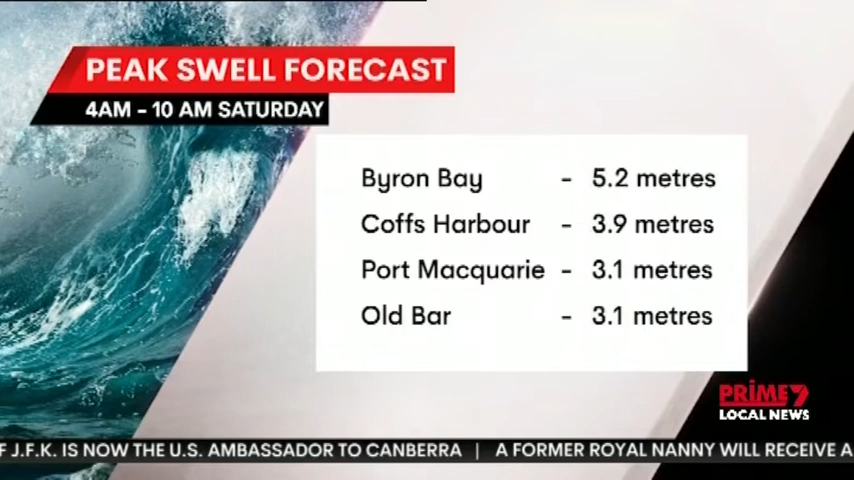 PEAK SWELL FORECAST
4AM - 10 AM SATURDAY
Byron Bay - 5.2 metres
Coffs Harbour - 3.9 metres
Port Macquarie - 3.1 metres
Old Bar - 3.1 metres
PRiME7
LOCAL NEWS
F J.F.K. IS NOW THE U.S. AMBASSADOR TO CANBERRA | A FORMER ROYAL NANNY WILL RECEIVE A